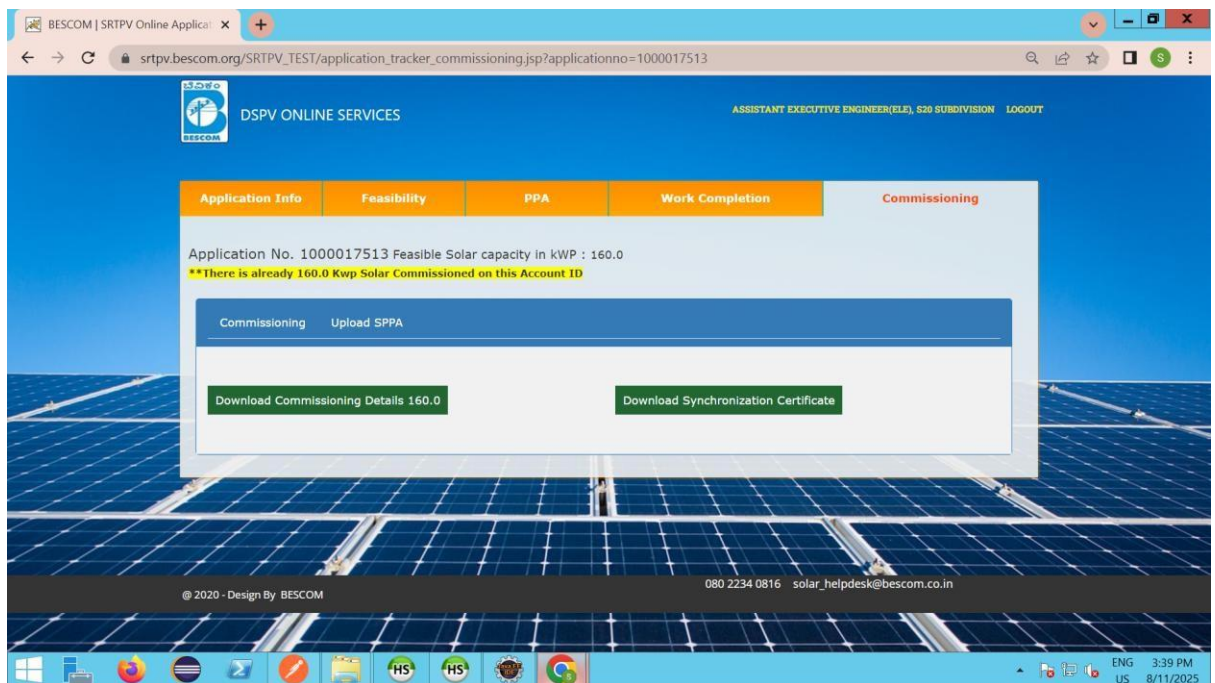 BESCOM | SRTPV Online Applicat
srtpv.bescom.org/SRTPV_TEST/application_tracker_commissioning.jsp?applicationno=1000017513
S
ಬೆವಿಕಂ
BESCOM
DSPV ONLINE SERVICES
ASSISTANT EXECUTIVE ENGINEER(ELE), S20 SUBDIVISION LOGOUT
Application Info Feasibility PPA Work Completion Commissioning
Application No. 1000017513 Feasible Solar capacity in kWP : 160.0
**There is already 160.0 Kwp Solar Commissioned on this Account ID
Commissioning Upload SPPA
Download Commissioning Details 160.0 Download Synchronization Certificate
080 2234 0816 solar_helpdesk@bescom.co.in
@ 2020 - Design By BESCOM
HS HS
ENG 3:39 PM
US 8/11/2025